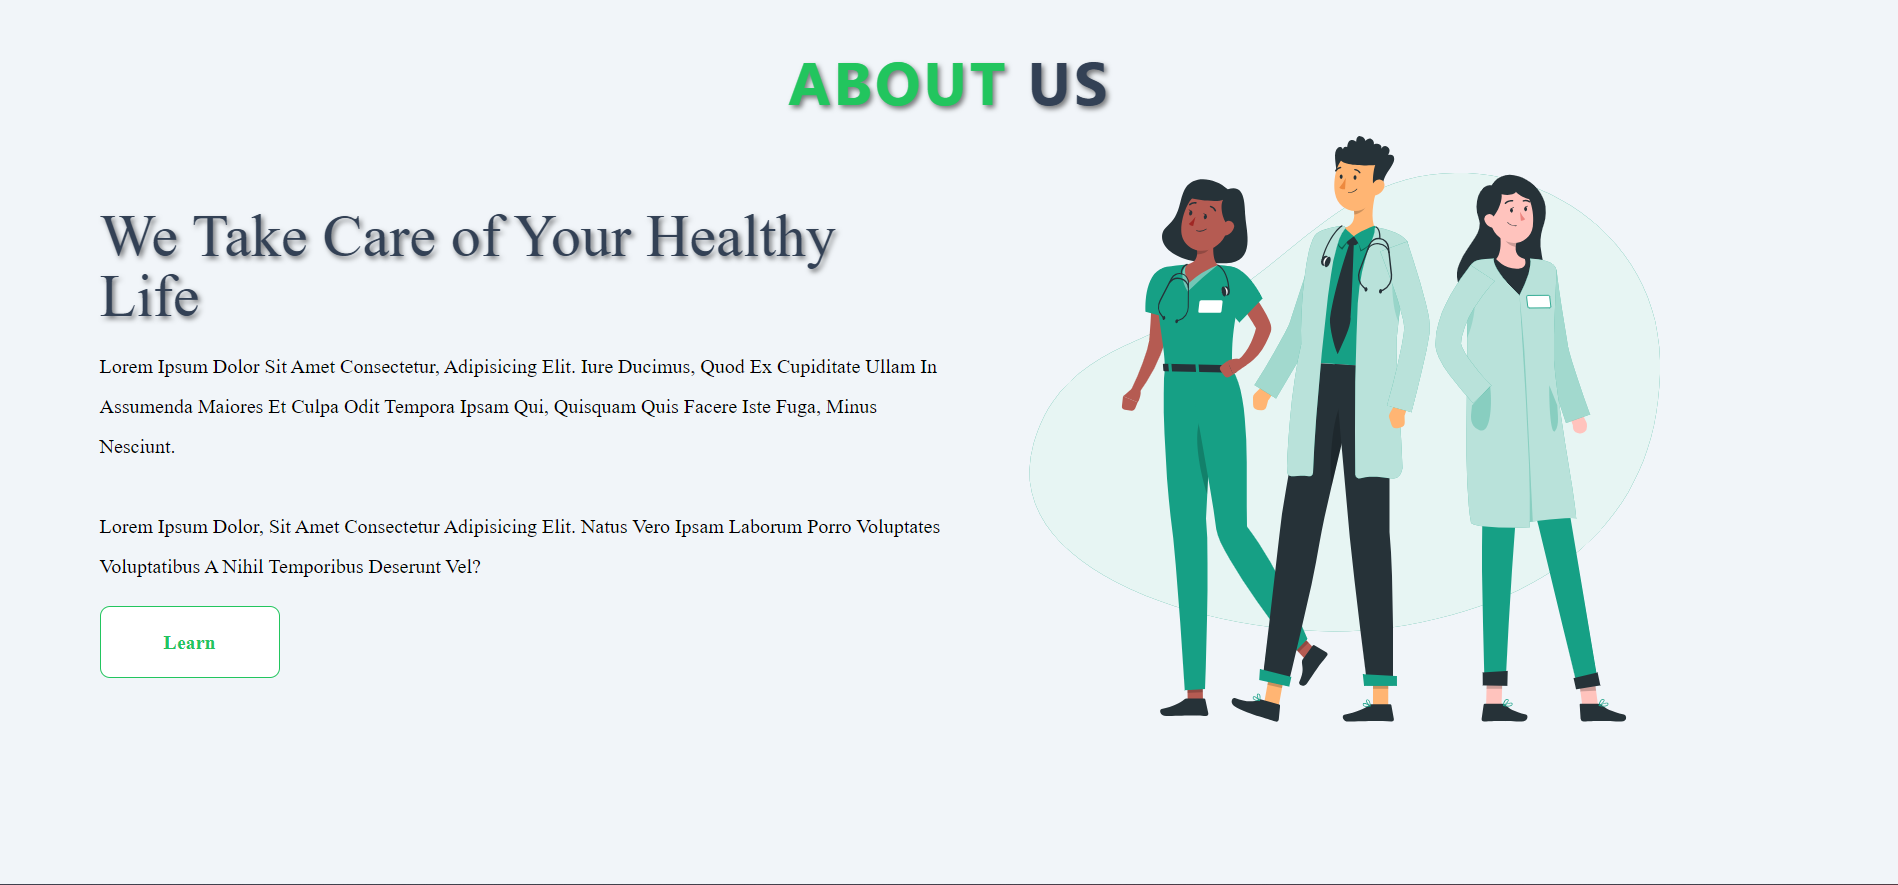 ABOUT US
We Take Care of Your Healthy
Life
Lorem Ipsum Dolor Sit Amet Consectetur, Adipisicing Elit. Iure Ducimus, Quod Ex Cupiditate Ullam In
Assumenda Maiores Et Culpa Odit Tempora Ipsam Qui, Quisquam Quis Facere Iste Fuga, Minus
Nesciunt.
Lorem Ipsum Dolor, Sit Amet Consectetur Adipisicing Elit. Natus Vero Ipsam Laborum Porro Voluptates
Voluptatibus A Nihil Temporibus Deserunt Vel?
Learn